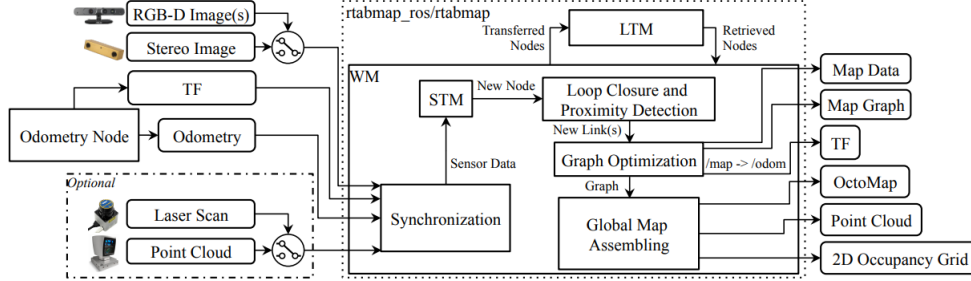 RGB-D Image(s)
Stereo Image
TF
Odometry Node
Odometry
Optional
Laser Scan
Point Cloud
rtabmap_ros/rtabmap
Transferred
Nodes
LTM
Retrieved
Nodes
WM
STM
New Node
Loop Closure and
Proximity Detection
New Link(s)
Sensor Data
Graph Optimization
/map -> /odom
Graph
Synchronization
Global Map
Assembling
Map Data
Map Graph
TF
OctoMap
Point Cloud
2D Occupancy Grid